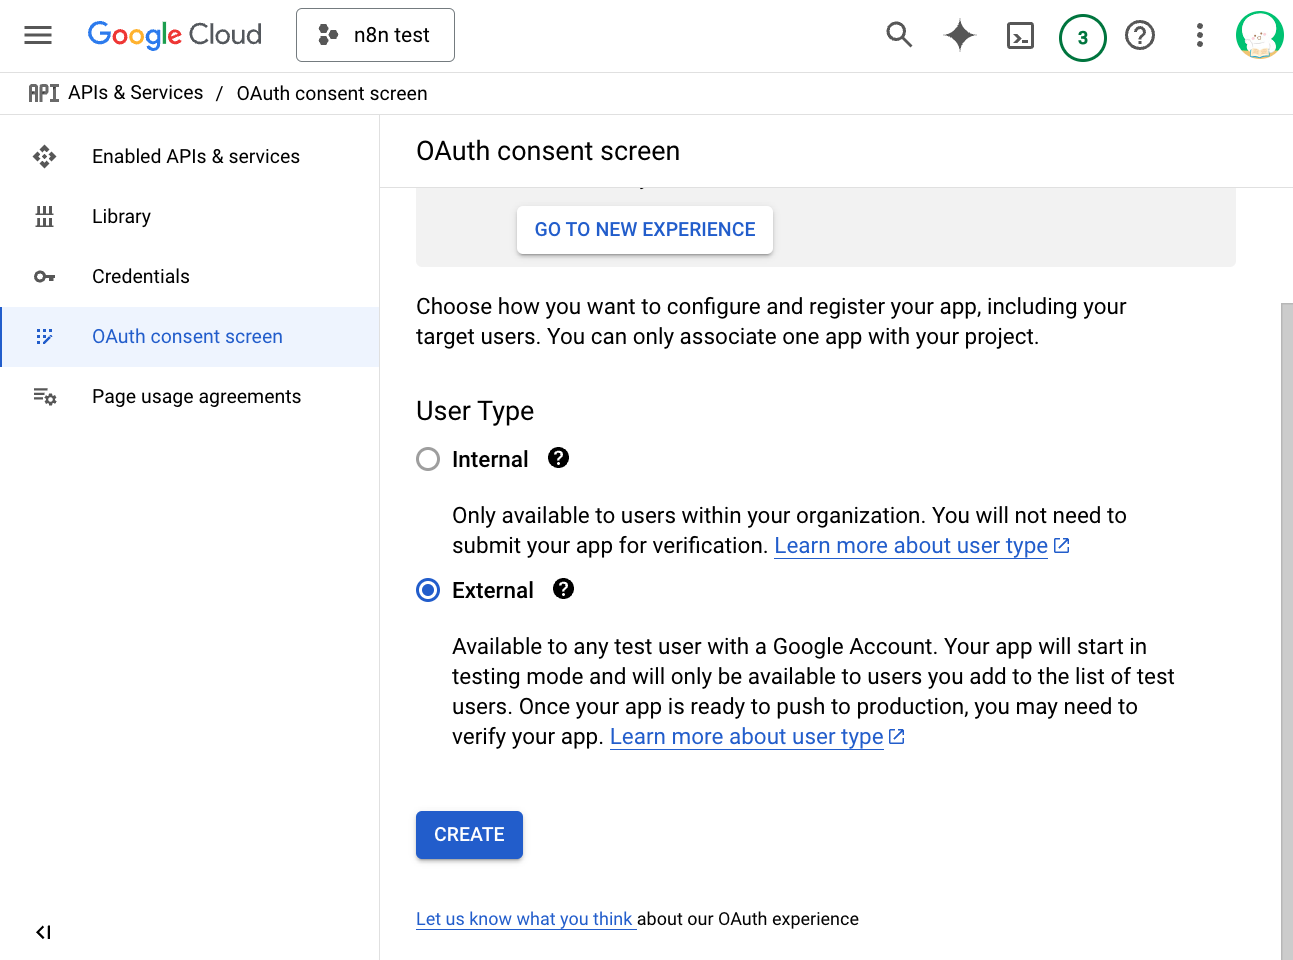 Google Cloud
n8n test
3
API APIs & Services / OAuth consent screen
Enabled APIs & services
Library
Credentials
OAuth consent screen
Page usage agreements
OAuth consent screen
GO TO NEW EXPERIENCE
Choose how you want to configure and register your app, including your
target users. You can only associate one app with your project.
User Type
Internal
Only available to users within your organization. You will not need to
submit your app for verification. Learn more about user type
External
Available to any test user with a Google Account. Your app will start in
testing mode and will only be available to users you add to the list of test
users. Once your app is ready to push to production, you may need to
verify your app. Learn more about user type
CREATE
Let us know what you think about our OAuth experience